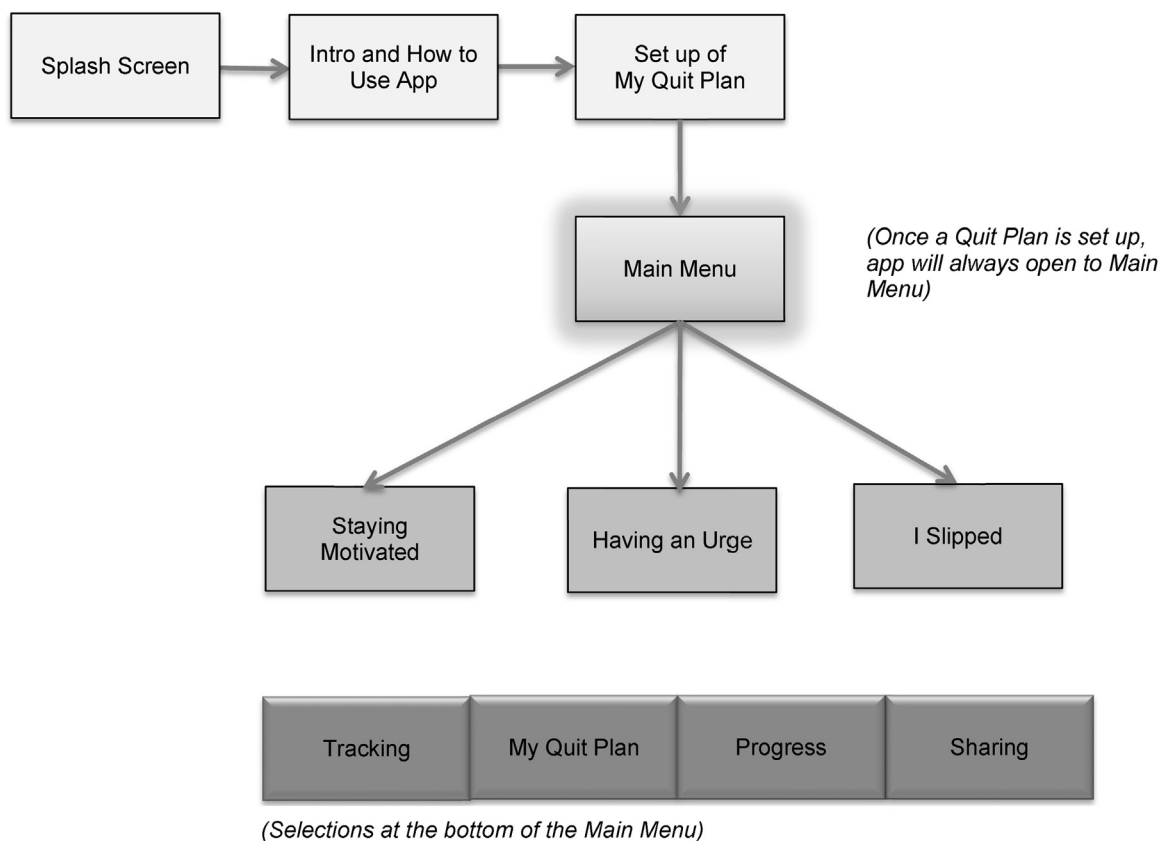 Splash Screen
Intro and How to
Use App
Set up of
My Quit Plan
Main Menu
(Once a Quit Plan is set up,
app will always open to Main
Menu)
Staying
Motivated
Having an Urge
I Slipped
Tracking
My Quit Plan
Progress
Sharing
(Selections at the bottom of the Main Menu)